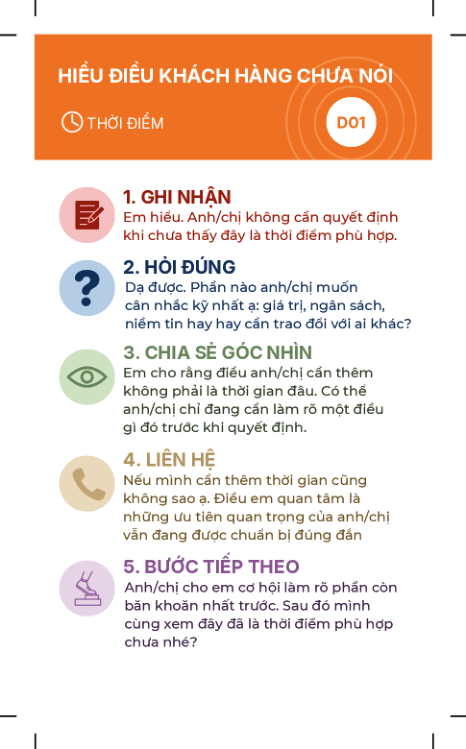 HIỂU ĐIỀU KHÁCH HÀNG CHƯA NÓI
THỜI ĐIỂM
D01
1. GHI NHẬN
Em hiểu. Anh/chị không cần quyết định
khi chưa thấy đây là thời điểm phù hợp.
2. HỎI ĐÚNG
Dạ được. Phần nào anh/chị muốn
cân nhắc kỹ nhất ạ: giá trị, ngân sách,
niềm tin hay hay cần trao đổi với ai khác?
3. CHIA SẺ GÓC NHÌN
Em cho rằng điều anh/chị cần thêm
không phải là thời gian đâu. Có thể
anh/chị chỉ đang cần làm rõ một điều
gì đó trước khi quyết định.
4. LIÊN HỆ
Nếu mình cần thêm thời gian cũng
không sao ạ. Điều em quan tâm là
những ưu tiên quan trọng của anh/chị
vẫn đang được chuẩn bị đúng đắn
5. BƯỚC TIẾP THEO
Anh/chị cho em cơ hội làm rõ phần còn
băn khoăn nhất trước. Sau đó mình
cùng xem đây đã là thời điểm phù hợp
chưa nhé?